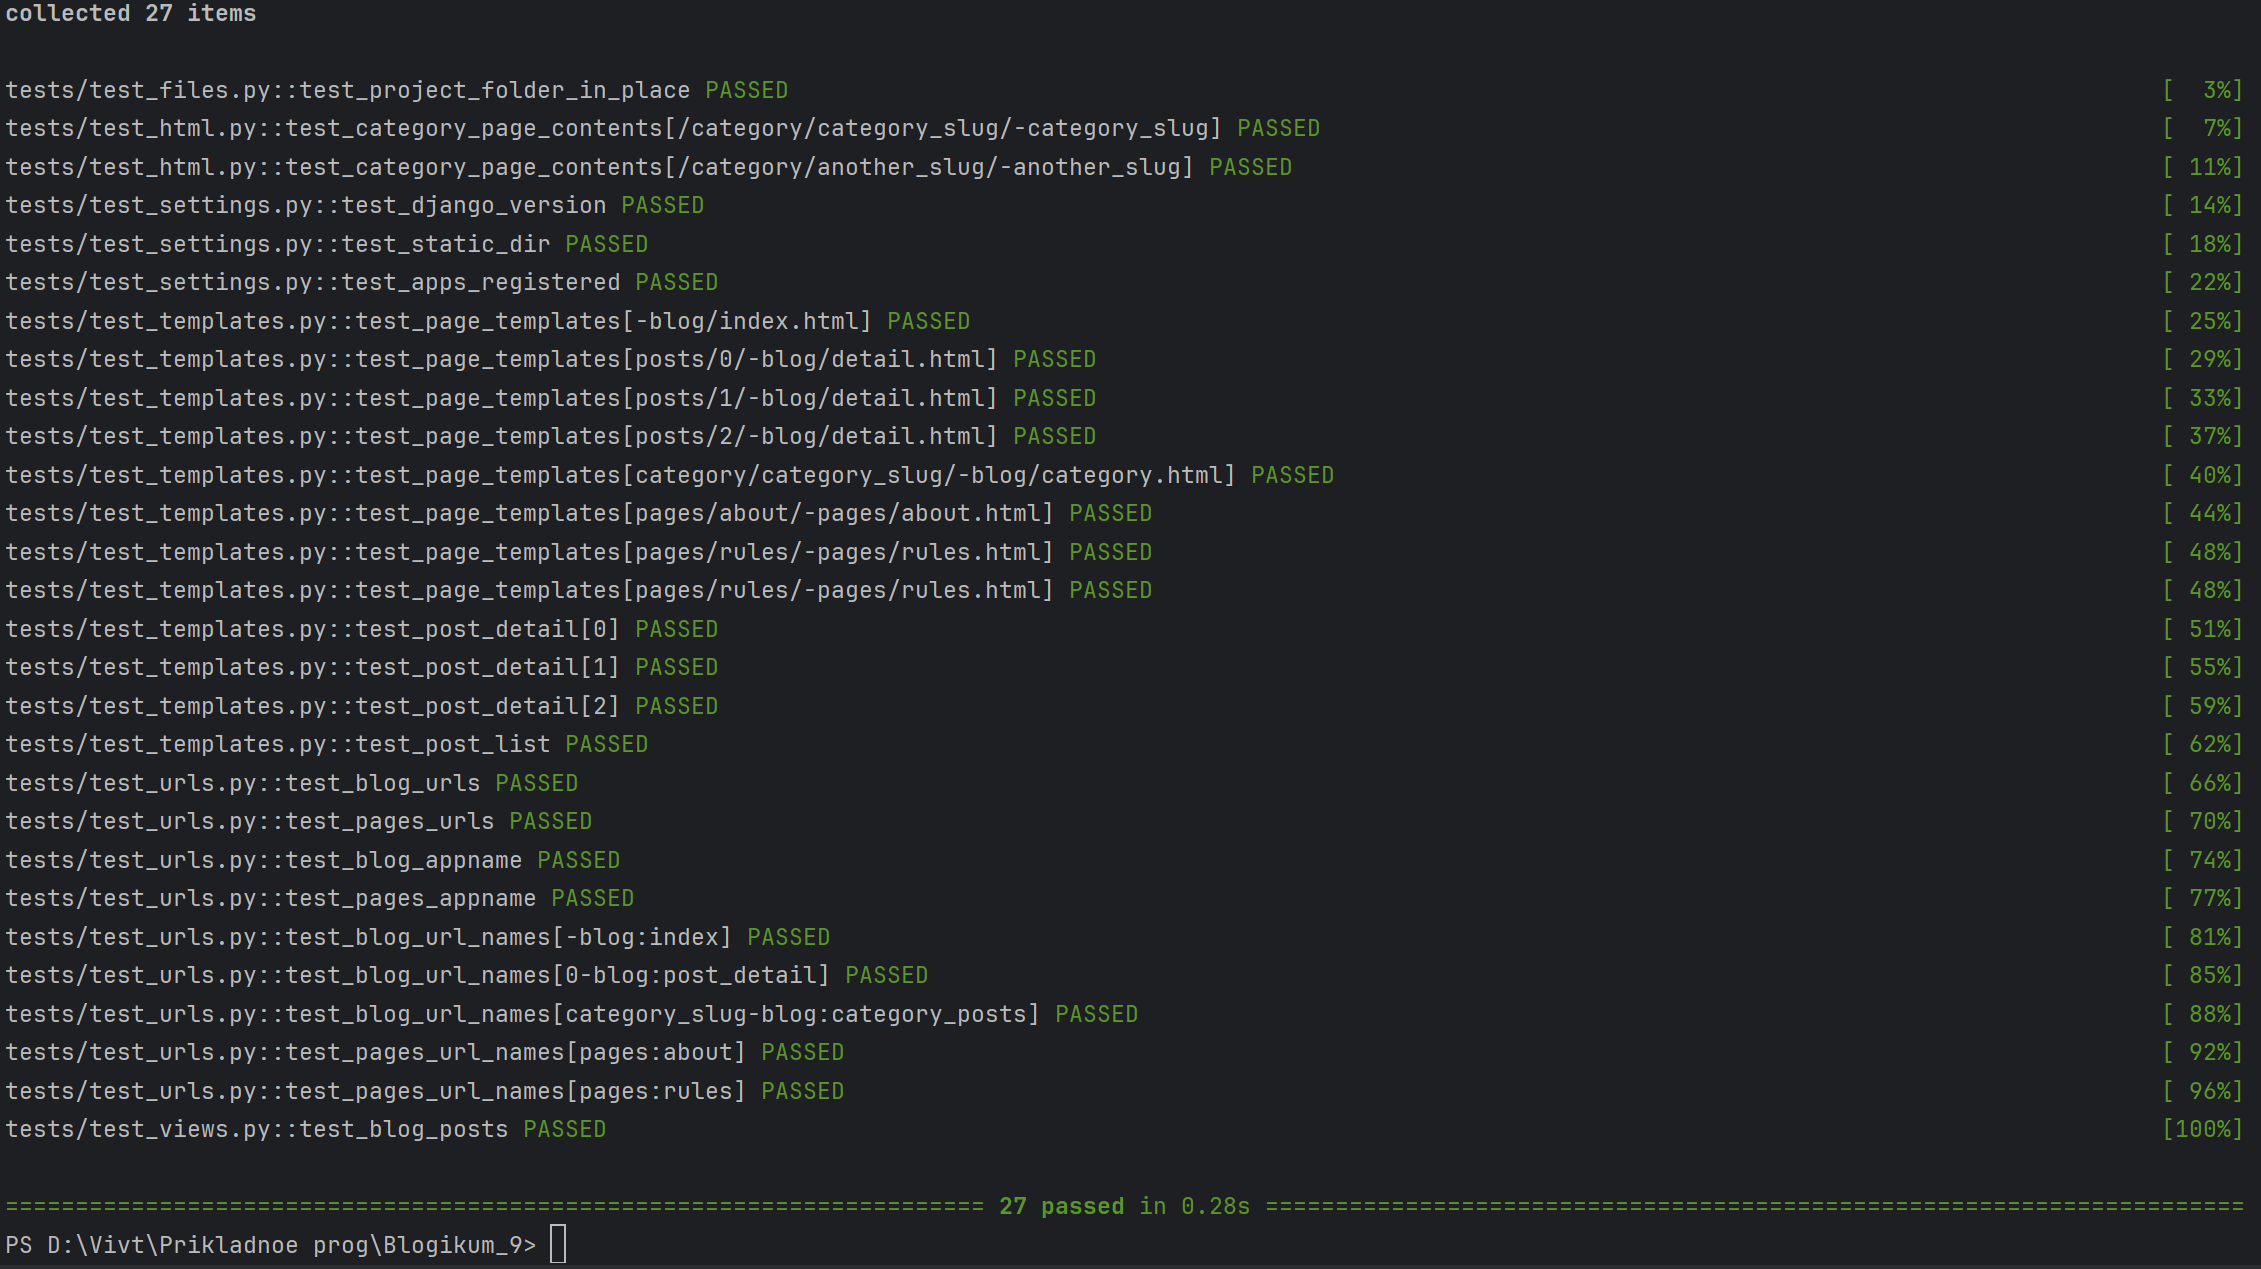 collected 27 items
tests/test_files.py::test_project_folder_in_place PASSED [  3%]
tests/test_html.py::test_category_page_contents[/category/category_slug/-category_slug] PASSED [  7%]
tests/test_html.py::test_category_page_contents[/category/another_slug/-another_slug] PASSED [ 11%]
tests/test_settings.py::test_django_version PASSED [ 14%]
tests/test_settings.py::test_static_dir PASSED [ 18%]
tests/test_settings.py::test_apps_registered PASSED [ 22%]
tests/test_templates.py::test_page_templates[-blog/index.html] PASSED [ 25%]
tests/test_templates.py::test_page_templates[posts/0/-blog/detail.html] PASSED [ 29%]
tests/test_templates.py::test_page_templates[posts/1/-blog/detail.html] PASSED [ 33%]
tests/test_templates.py::test_page_templates[posts/2/-blog/detail.html] PASSED [ 37%]
tests/test_templates.py::test_page_templates[category/category_slug/-blog/category.html] PASSED [ 40%]
tests/test_templates.py::test_page_templates[pages/about/-pages/about.html] PASSED [ 44%]
tests/test_templates.py::test_page_templates[pages/rules/-pages/rules.html] PASSED [ 48%]
tests/test_templates.py::test_page_templates[pages/rules/-pages/rules.html] PASSED [ 48%]
tests/test_templates.py::test_post_detail[0] PASSED [ 51%]
tests/test_templates.py::test_post_detail[1] PASSED [ 55%]
tests/test_templates.py::test_post_detail[2] PASSED [ 59%]
tests/test_templates.py::test_post_list PASSED [ 62%]
tests/test_urls.py::test_blog_urls PASSED [ 66%]
tests/test_urls.py::test_pages_urls PASSED [ 70%]
tests/test_urls.py::test_blog_appname PASSED [ 74%]
tests/test_urls.py::test_pages_appname PASSED [ 77%]
tests/test_urls.py::test_blog_url_names[-blog:index] PASSED [ 81%]
tests/test_urls.py::test_blog_url_names[0-blog:post_detail] PASSED [ 85%]
tests/test_urls.py::test_blog_url_names[category_slug-blog:category_posts] PASSED [ 88%]
tests/test_urls.py::test_pages_url_names[pages:about] PASSED [ 92%]
tests/test_urls.py::test_pages_url_names[pages:rules] PASSED [ 96%]
tests/test_views.py::test_blog_posts PASSED [100%]
====================================================================== 27 passed in 0.28s ======================================================================
PS D:\Vivt\Prikladnoe prog\Blogikum_9>